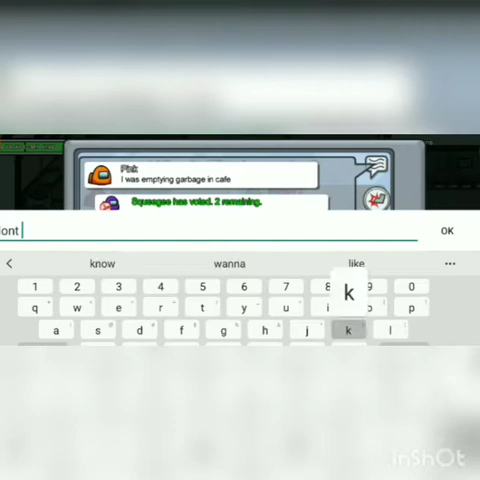 Pink
I was emptying garbage in cafe
Squeegee has voted. 2 remaining.
ont
OK
know wanna like
k
1 2 3 4 5 6 7 8 9 0
q w e r t y u i o p
a s d f g h j k l
InShOt